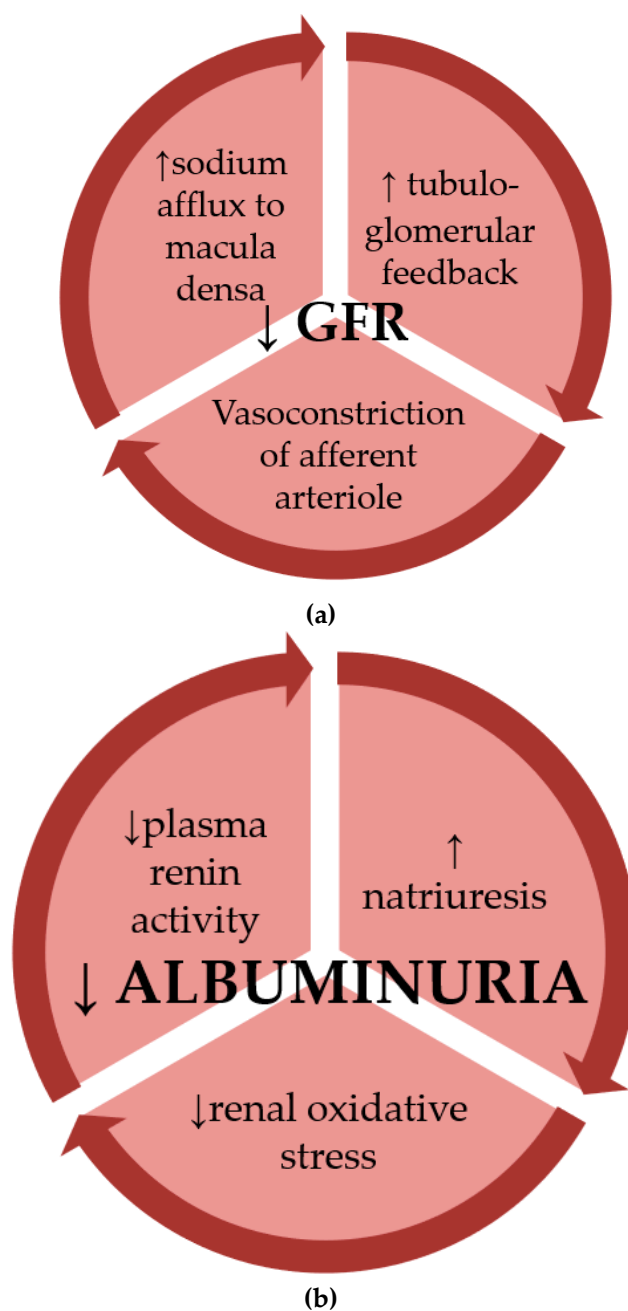 ↑sodium
afflux to
macula
densa
↑ tubulo-
glomerular
feedback
↓ GFR
Vasoconstriction
of afferent
arteriole
(a)
↓plasma
renin
activity
↑
natriuresis
↓ ALBUMINURIA
↓renal oxidative
stress
(b)